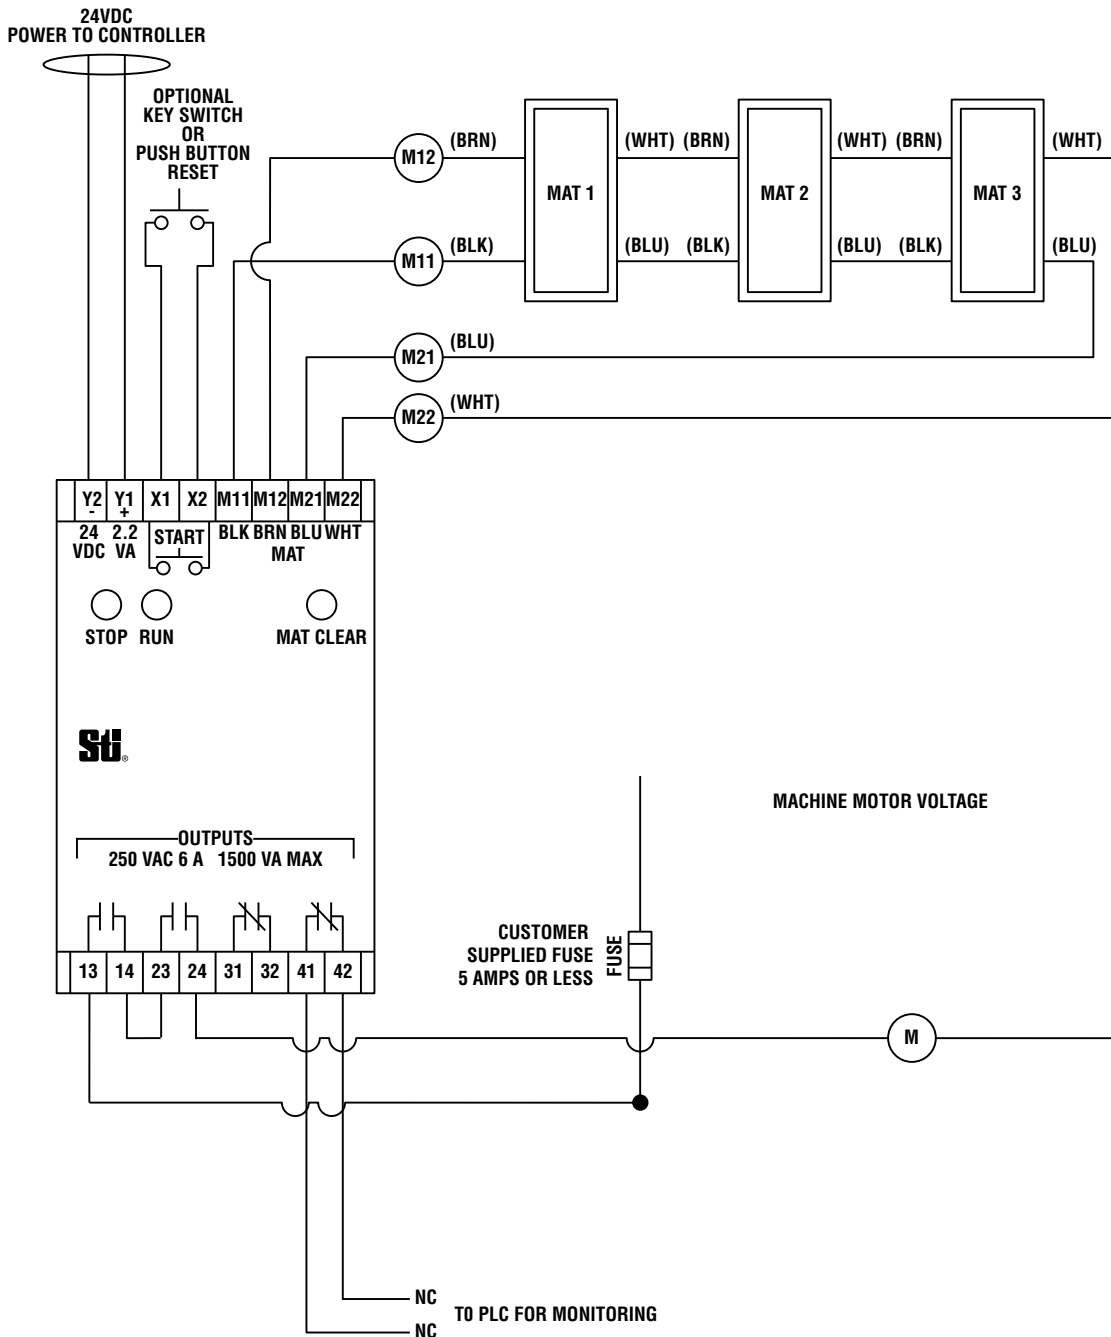 24VDC
POWER TO CONTROLLER
OPTIONAL
KEY SWITCH
OR
PUSH BUTTON
RESET
M12 (BRN) MAT 1 (WHT) (BRN) MAT 2 (WHT) (BRN) MAT 3 (WHT)
M11 (BLK) (BLU) (BLK) (BLU) (BLK) (BLU)
M21 (BLU)
M22 (WHT)
Y2 Y1 X1 X2 M11 M12 M21 M22
- +
24 2.2 START BLK BRN BLU WHT
VDC VA MAT
STOP RUN MAT CLEAR
Sti®
OUTPUTS
250 VAC 6 A 1500 VA MAX
MACHINE MOTOR VOLTAGE
CUSTOMER
SUPPLIED FUSE
5 AMPS OR LESS
FUSE
13 14 23 24 31 32 41 42
M
NC
T0 PLC FOR MONITORING
NC